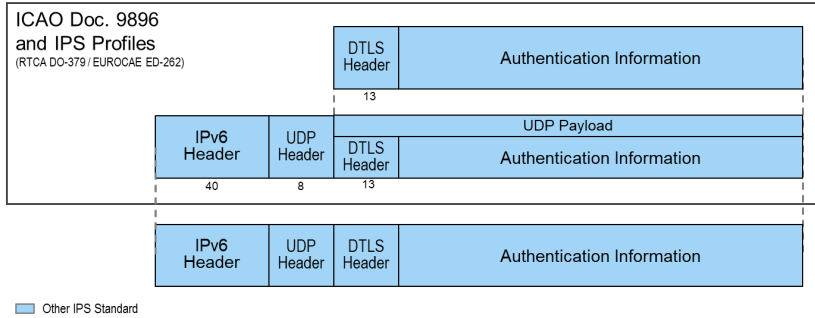 ICAO Doc. 9896
and IPS Profiles
(RTCA DO-379 / EUROCAE ED-262)
DTLS
Header
Authentication Information
13
UDP Payload
IPv6
Header
UDP
Header
DTLS
Header
Authentication Information
40
8
13
IPv6
Header
UDP
Header
DTLS
Header
Authentication Information
Other IPS Standard